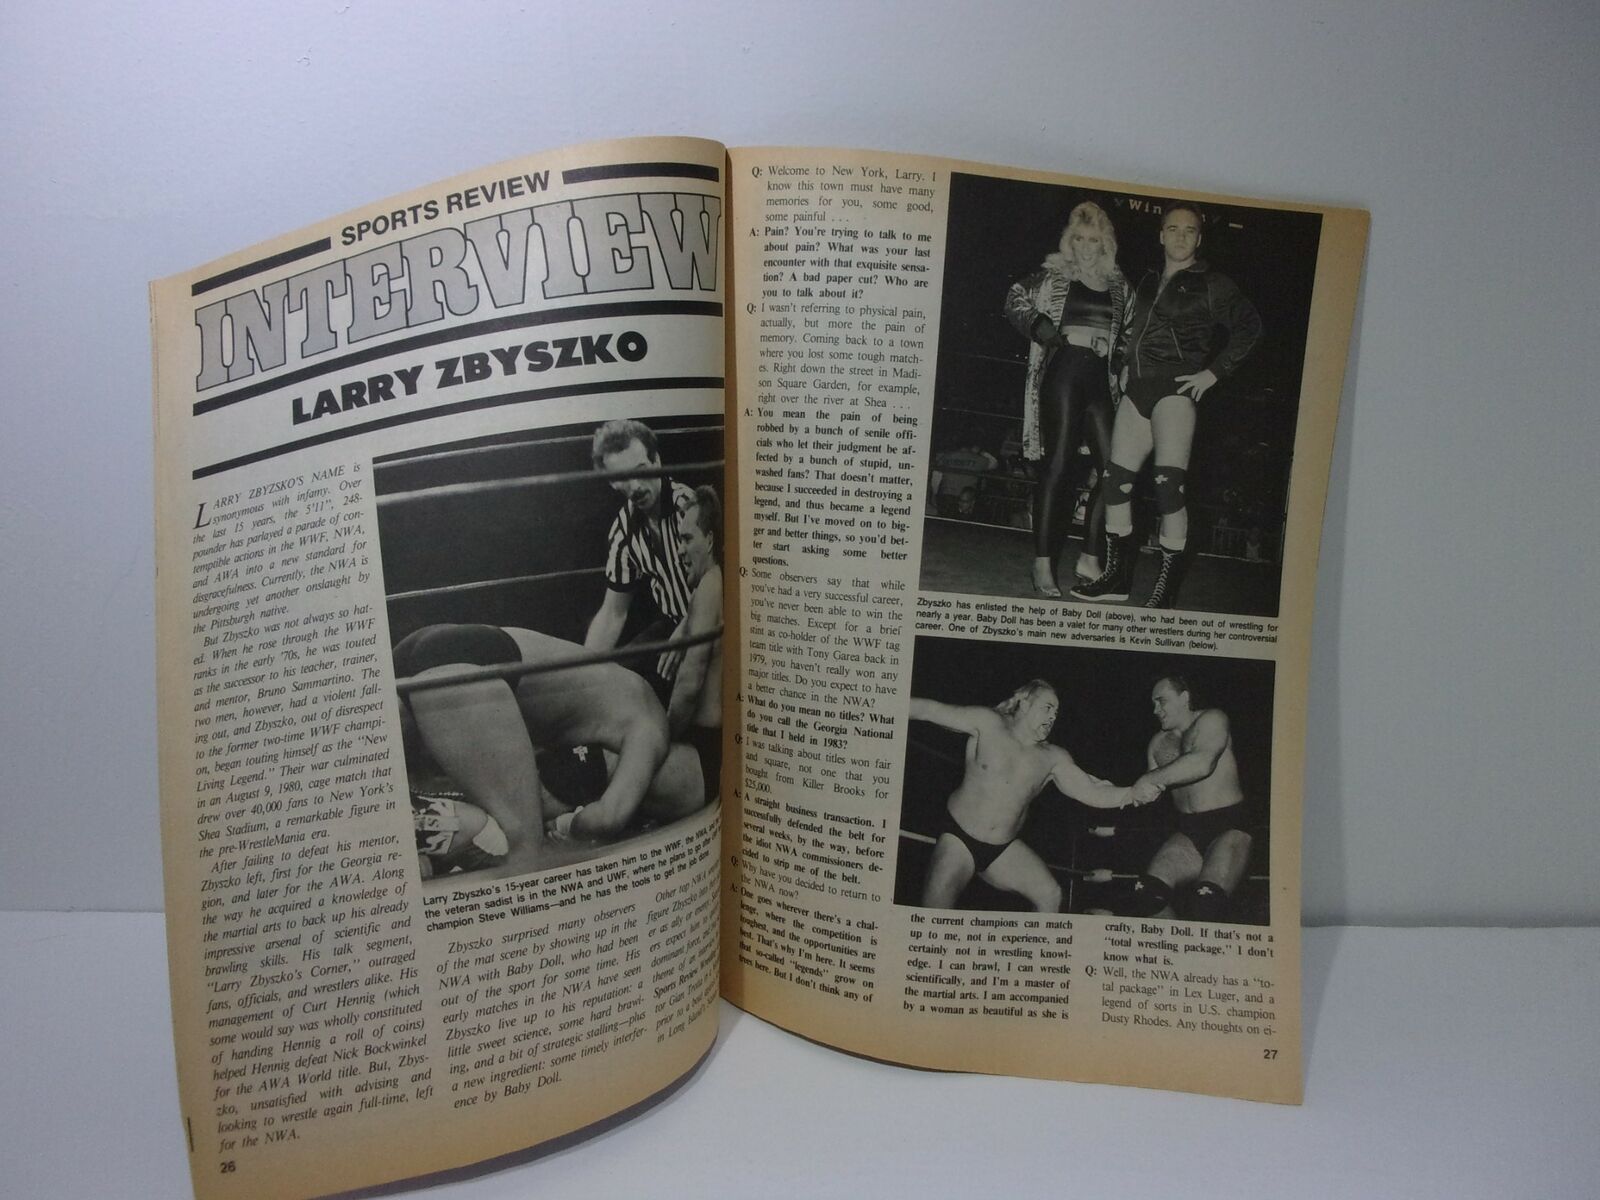 SPORTS REVIEW
INTERVIEW
LARRY ZBYSZKO
LARRY ZBYZSKO'S NAME is
synonymous with infamy. Over
the last 15 years, the 5'11", 248-
pounder has parlayed a parade of con-
temptible actions in the WWF, NWA,
and AWA into a new standard for
disgracefulness. Currently, the NWA is
undergoing yet another onslaught by
the Pittsburgh native.
But Zbyszko was not always so hat-
ed. When he rose through the WWF
ranks in the early '70s, he was touted
as the successor to his teacher, trainer,
and mentor, Bruno Sammartino. The
two men, however, had a violent fall-
ing out, and Zbyszko, out of disrespect
to the former two-time WWF champi-
on, began touting himself as the "New
Living Legend." Their war culminated
in an August 9, 1980, cage match that
drew over 40,000 fans to New York's
Shea Stadium, a remarkable figure in
the pre-WrestleMania era.
After failing to defeat his mentor,
Zbyszko left, first for the Georgia re-
gion, and later for the AWA. Along
the way he acquired a knowledge of
the martial arts to back up his already
impressive arsenal of scientific and
brawling skills. His talk segment,
"Larry Zbyszko's Corner," outraged
fans, officials, and wrestlers alike. His
management of Curt Hennig (which
some would say was wholly constituted
of handing Hennig a roll of coins)
helped Hennig defeat Nick Bockwinkel
for the AWA World title. But, Zbys-
zko, unsatisfied with advising and
looking to wrestle again full-time, left
for the NWA.
26
Larry Zbyszko's 15-year career has taken him to the WWF, the NWA, and
the veteran sadist is in the NWA and UWF, where he plans to go after
champion Steve Williams—and he has the tools to get the job done.
Zbyszko surprised many observers
of the mat scene by showing up in the
NWA with Baby Doll, who had been
out of the sport for some time. His
early matches in the NWA have seen
Zbyszko live up to his reputation: a
little sweet science, some hard brawl-
ing, and a bit of strategic stalling—plus
a new ingredient: some timely interfer-
ence by Baby Doll.
Other top NWA
figure Zbyszko
er as ally or enemy.
ers expect him to
dominant force, and
theme of an interview
Sports Review Wrestling
tor Gian
prior to a bout
in Long Island's
Q: Welcome to New York, Larry. I
know this town must have many
memories for you, some good,
some painful . . .
A: Pain? You're trying to talk to me
about pain? What was your last
encounter with that exquisite sensa-
tion? A bad paper cut? Who are
you to talk about it?
Q: I wasn't referring to physical pain,
actually, but more the pain of
memory. Coming back to a town
where you lost some tough match-
es. Right down the street in Madi-
son Square Garden, for example,
right over the river at Shea . . .
A: You mean the pain of being
robbed by a bunch of senile offi-
cials who let their judgment be af-
fected by a bunch of stupid, un-
washed fans? That doesn't matter,
because I succeeded in destroying a
legend, and thus became a legend
myself. But I've moved on to big-
ger and better things, so you'd bet-
ter start asking some better
questions.
Q: Some observers say that while
you've had a very successful career,
you've never been able to win the
big matches. Except for a brief
stint as co-holder of the WWF tag
team title with Tony Garea back in
1979, you haven't really won any
major titles. Do you expect to have
a better chance in the NWA?
A: What do you mean no titles? What
do you call the Georgia National
title that I held in 1983?
Q: I was talking about titles won fair
and square, not one that you
bought from Killer Brooks for
$25,000.
A: A straight business transaction. I
successfully defended the belt for
several weeks, by the way, before
the idiot NWA commissioners de-
cided to strip me of the belt.
Q: Why have you decided to return to
the NWA now?
A: One goes wherever there's a chal-
lenge, where the competition is
toughest, and the opportunities are
best. That's why I'm here. It seems
that so-called "legends" grow on
trees here. But I don't think any of
Win
Zbyszko has enlisted the help of Baby Doll (above), who had been out of wrestling for
nearly a year. Baby Doll has been a valet for many other wrestlers during her controversial
career. One of Zbyszko's main new adversaries is Kevin Sullivan (below).
the current champions can match
up to me, not in experience, and
certainly not in wrestling knowl-
edge. I can brawl, I can wrestle
scientifically, and I'm a master of
the martial arts. I am accompanied
by a woman as beautiful as she is
crafty, Baby Doll. If that's not a
"total wrestling package," I don't
know what is.
Q: Well, the NWA already has a "to-
tal package" in Lex Luger, and a
legend of sorts in U.S. champion
Dusty Rhodes. Any thoughts on ei-
27